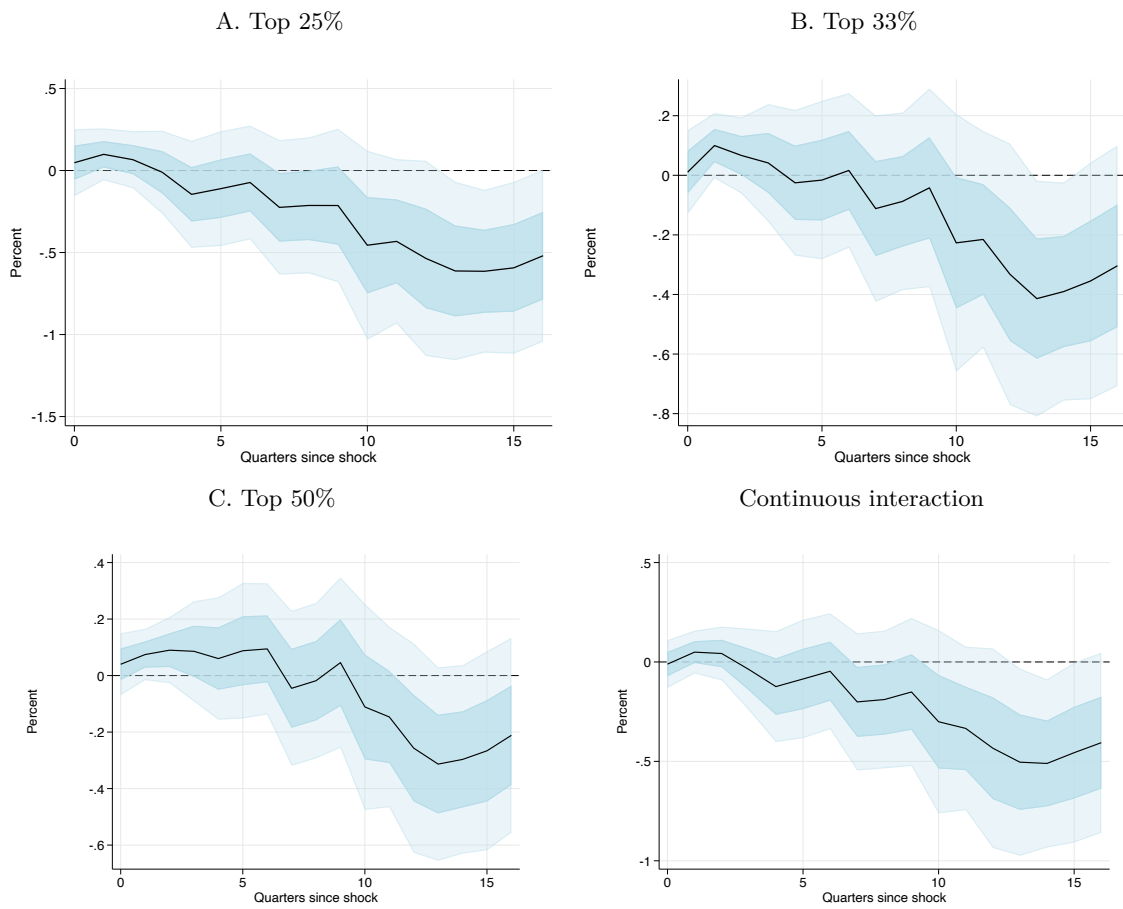 A. Top 25%
.5
0
-.5
-1
-1.5
Percent
0 5 10 15
Quarters since shock
B. Top 33%
.2
0
-.2
-.4
-.6
-.8
Percent
0 5 10 15
Quarters since shock
C. Top 50%
.4
.2
0
-.2
-.4
-.6
Percent
0 5 10 15
Quarters since shock
Continuous interaction
.5
0
-.5
-1
Percent
0 5 10 15
Quarters since shock